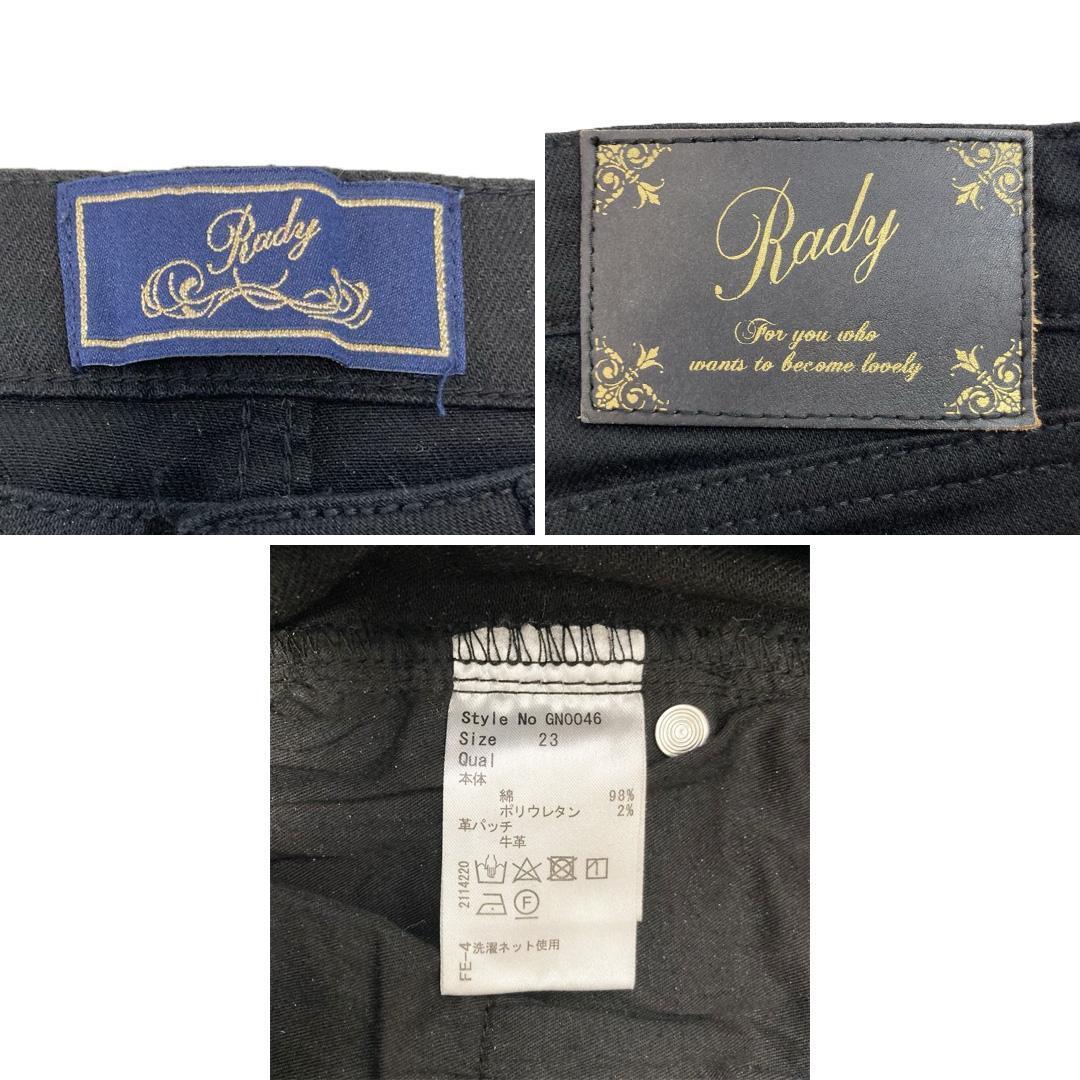 Rady
Rady
For you who
wants to become lovely
Style No GN0046
Size 23
Qual
本体
綿 98%
ポリウレタン 2%
革パッチ
牛革
2114220
F
FE-4
洗濯ネット使用